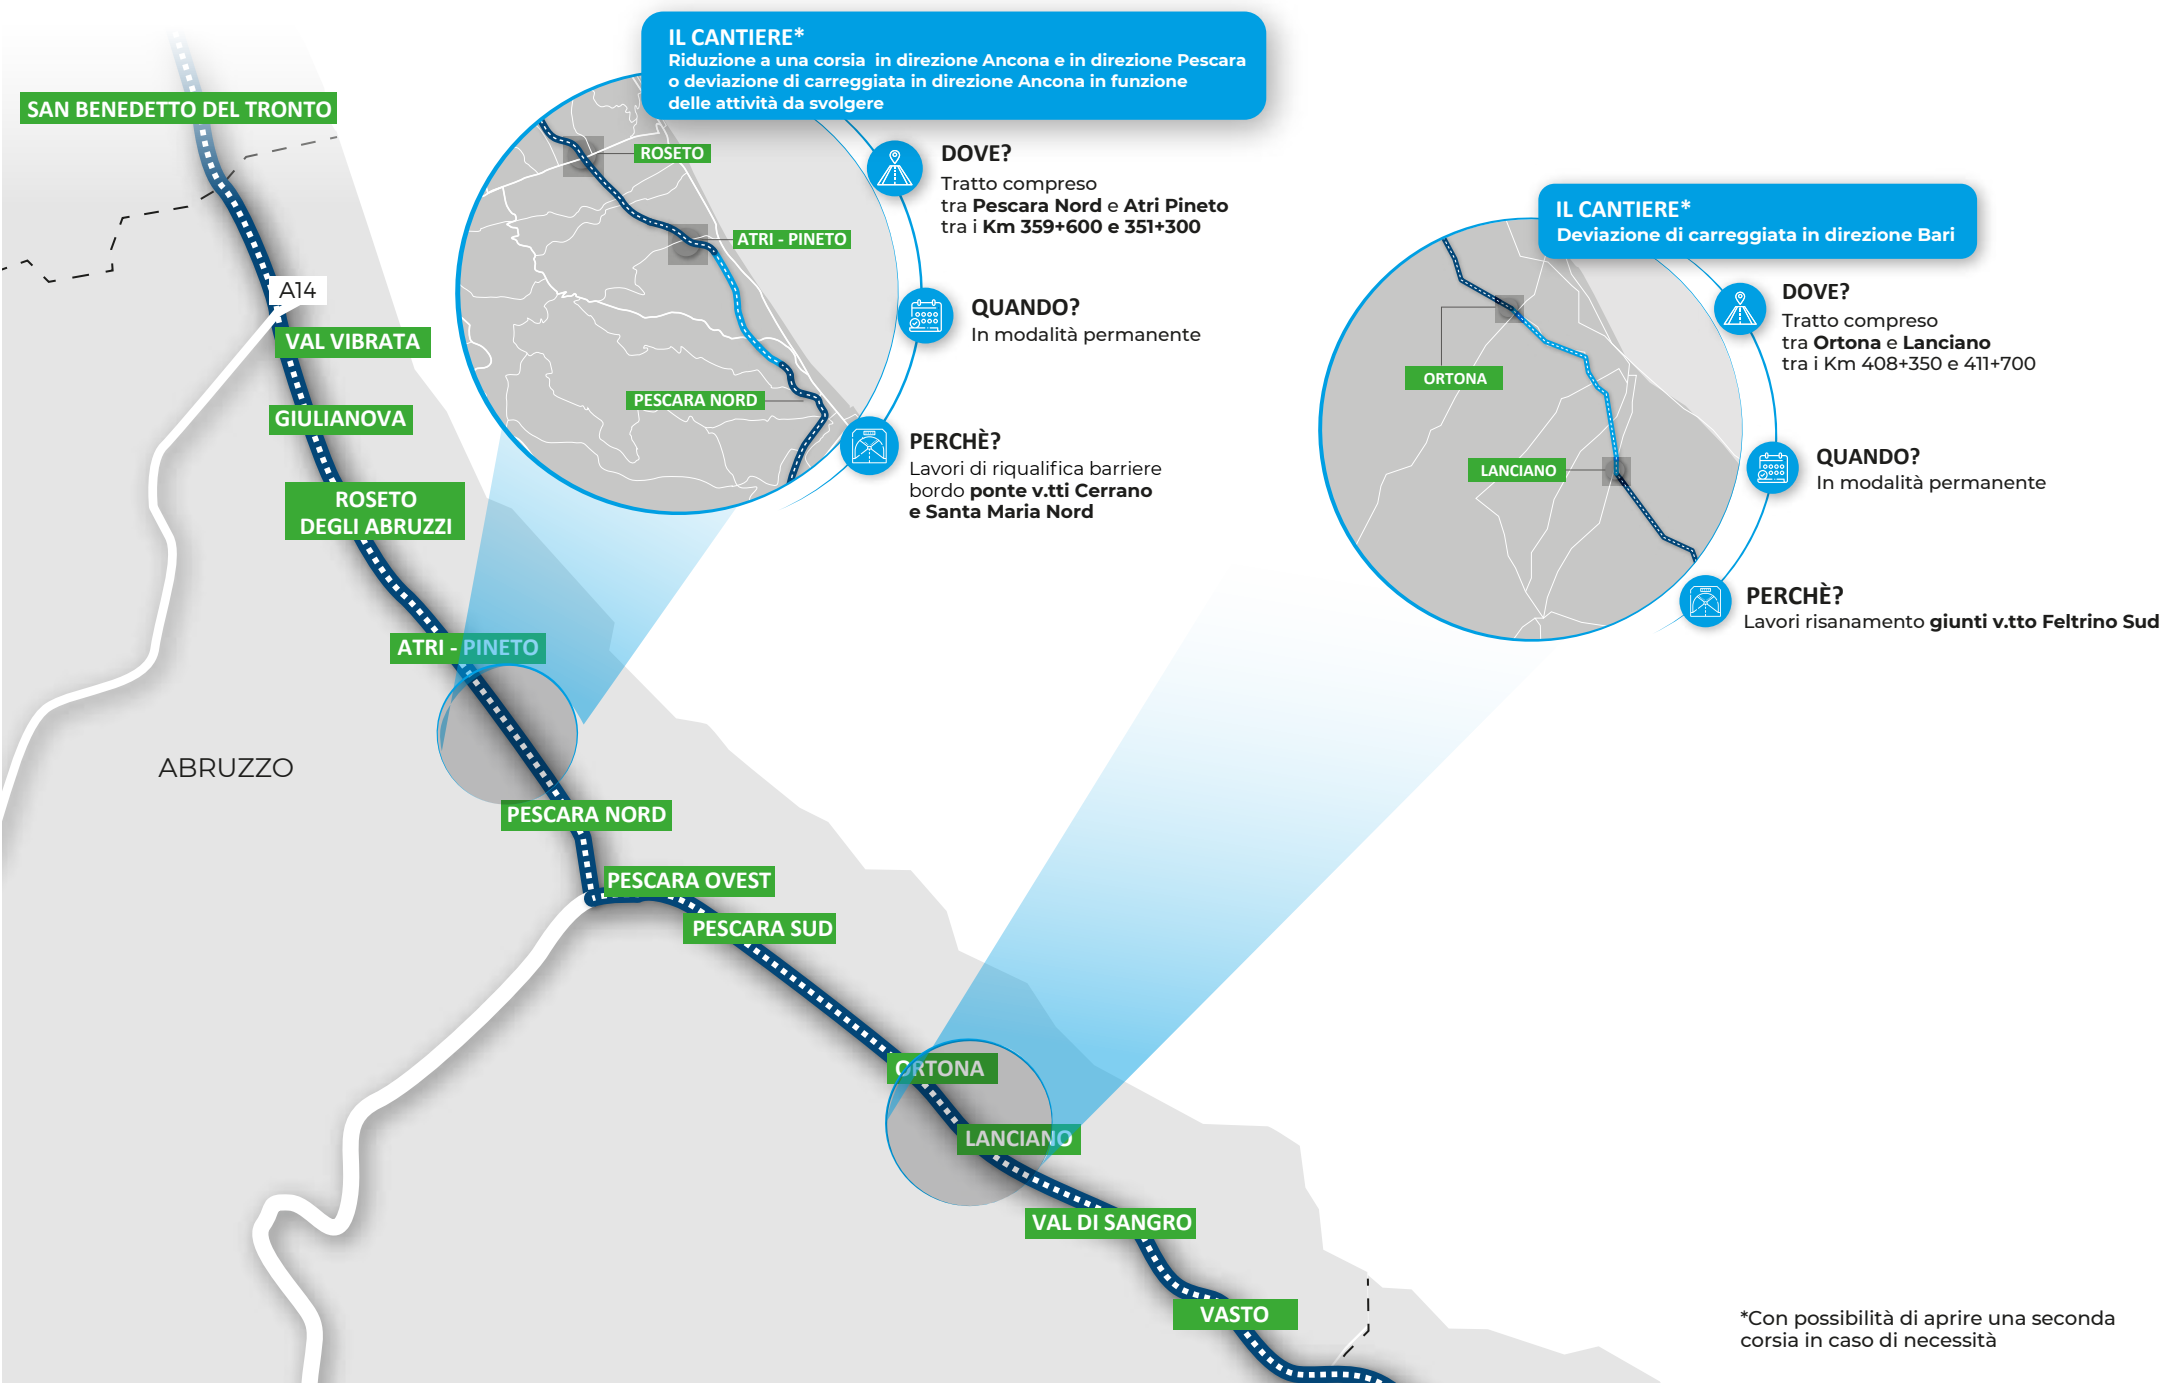 IL CANTIERE*
Riduzione a una corsia in direzione Ancona e in direzione Pescara
o deviazione di carreggiata in direzione Ancona in funzione
delle attività da svolgere
DOVE?
Tratto compreso
tra Pescara Nord e Atri Pineto
tra i Km 359+600 e 351+300
QUANDO?
In modalità permanente
PERCHÈ?
Lavori di riqualifica barriere
bordo ponte v.tti Cerrano
e Santa Maria Nord
ROSETO
ATRI - PINETO
PESCARA NORD
IL CANTIERE*
Deviazione di carreggiata in direzione Bari
DOVE?
Tratto compreso
tra Ortona e Lanciano
tra i Km 408+350 e 411+700
QUANDO?
In modalità permanente
PERCHÈ?
Lavori risanamento giunti v.tto Feltrino Sud
ORTONA
LANCIANO
SAN BENEDETTO DEL TRONTO
A14
VAL VIBRATA
GIULIANOVA
ROSETO
DEGLI ABRUZZI
ATRI - PINETO
ABRUZZO
PESCARA NORD
PESCARA OVEST
PESCARA SUD
ORTONA
LANCIANO
VAL DI SANGRO
VASTO
*Con possibilità di aprire una seconda
corsia in caso di necessità